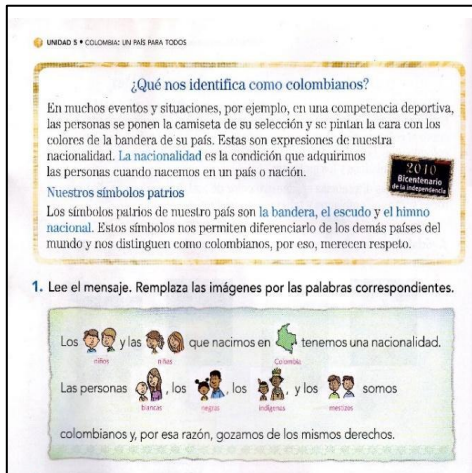 UNIDAD 5 • COLOMBIA: UN PAÍS PARA TODOS
¿Qué nos identifica como colombianos?
En muchos eventos y situaciones, por ejemplo, en una competencia deportiva,
las personas se ponen la camiseta de su selección y se pintan la cara con los
colores de la bandera de su país. Estas son expresiones de nuestra
nacionalidad. La nacionalidad es la condición que adquirimos
las personas cuando nacemos en un país o nación.
2010
Bicentenario
de la independencia
Nuestros símbolos patrios
Los símbolos patrios de nuestro país son la bandera, el escudo y el himno
nacional. Estos símbolos nos permiten diferenciarlo de los demás países del
mundo y nos distinguen como colombianos, por eso, merecen respeto.
1. Lee el mensaje. Remplaza las imágenes por las palabras correspondientes.
Los y las que nacimos en tenemos una nacionalidad.
niños niñas Colombia
Las personas , los , los , y los somos
blancas negros indígenas mestizos
colombianos y, por esa razón, gozamos de los mismos derechos.